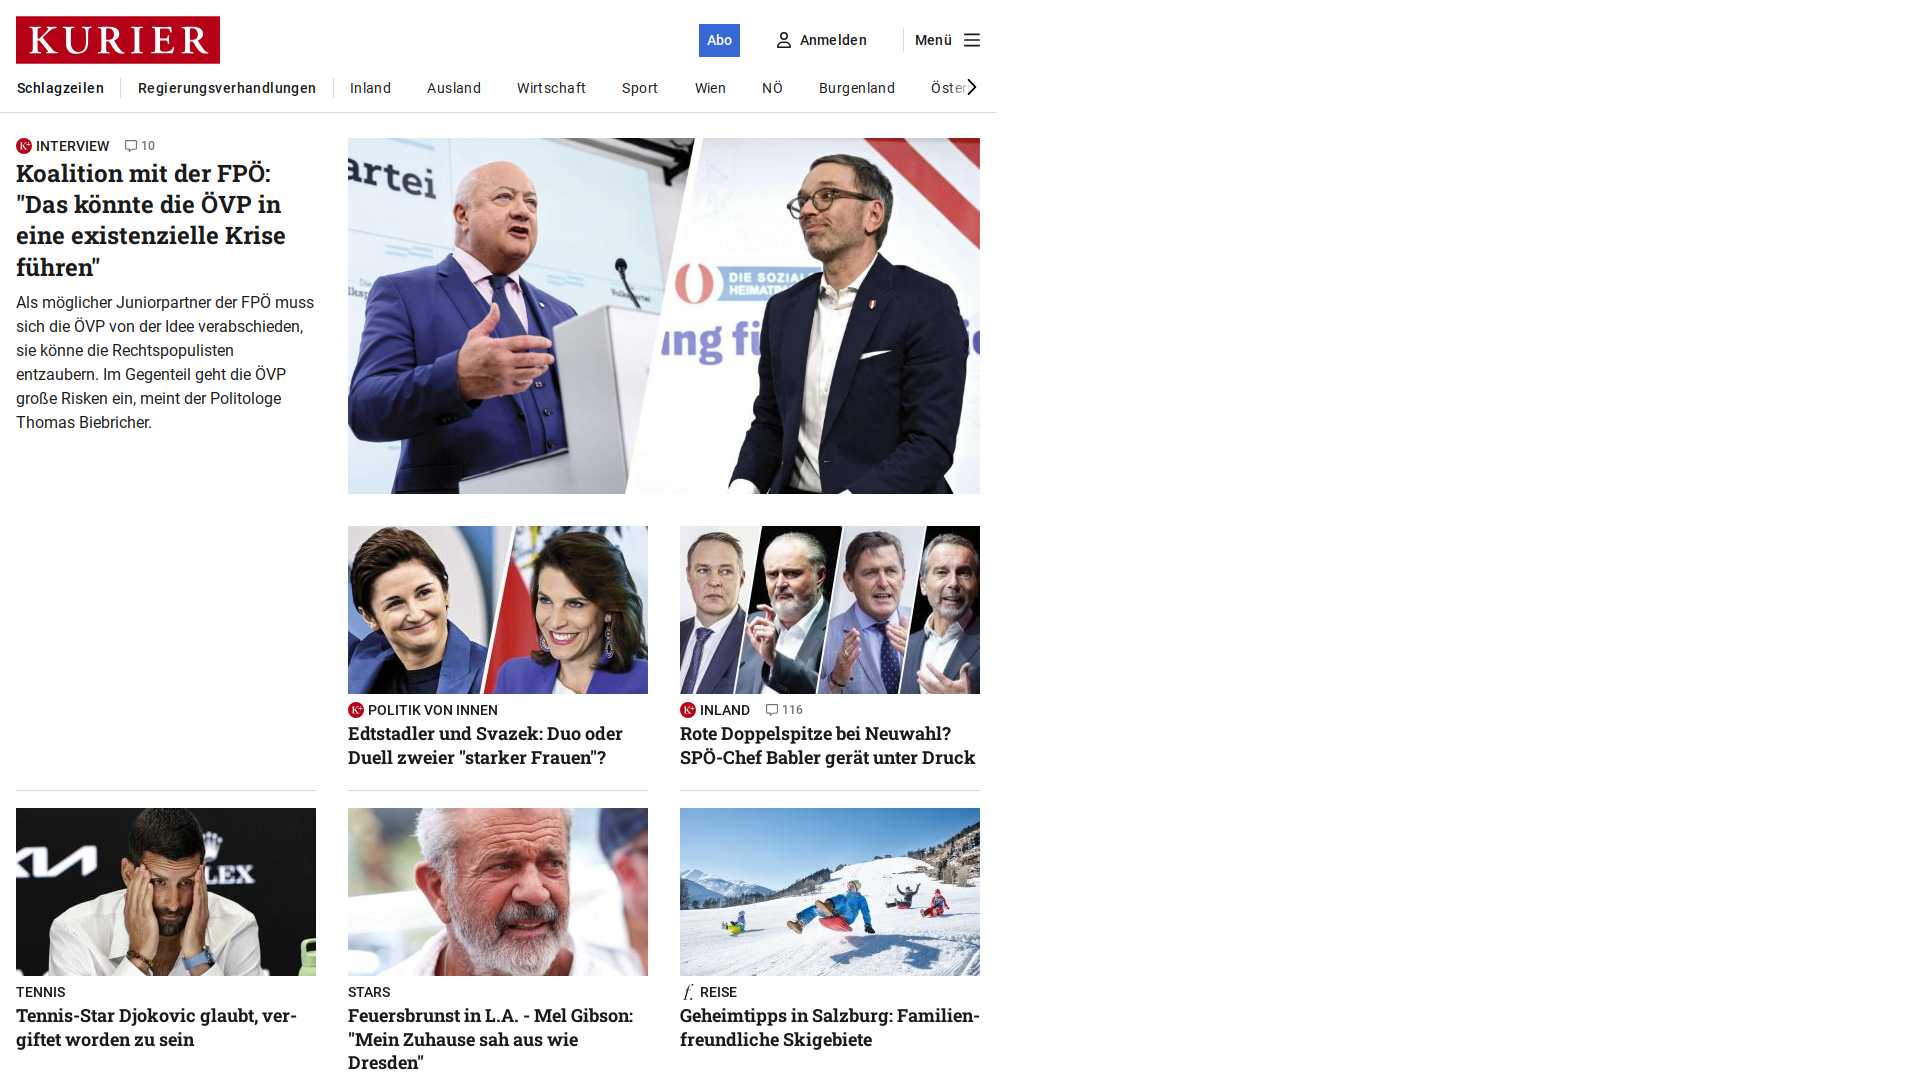 KURIER
Abo
Anmelden
Menü
Schlagzeilen
Regierungsverhandlungen
Inland
Ausland
Wirtschaft
Sport
Wien
NÖ
Burgenland
Öster
INTERVIEW 10
Koalition mit der FPÖ:
"Das könnte die ÖVP in
eine existenzielle Krise
führen"
Als möglicher Juniorpartner der FPÖ muss
sich die ÖVP von der Idee verabschieden,
sie könne die Rechtspopulisten
entzaubern. Im Gegenteil geht die ÖVP
große Risken ein, meint der Politologe
Thomas Biebricher.
artei
DIE SOZIAL
HEIMATP
ung fü
POLITIK VON INNEN
Edtstadler und Svazek: Duo oder
Duell zweier "starker Frauen"?
INLAND 116
Rote Doppelspitze bei Neuwahl?
SPÖ-Chef Babler gerät unter Druck
TENNIS
Tennis-Star Djokovic glaubt, ver-
giftet worden zu sein
STARS
Feuersbrunst in L.A. - Mel Gibson:
"Mein Zuhause sah aus wie
Dresden"
f. REISE
Geheimtipps in Salzburg: Familien-
freundliche Skigebiete